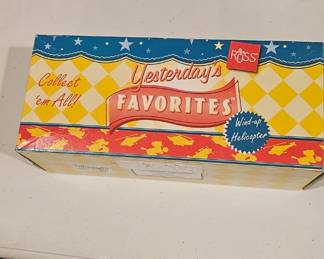 RUSS
Yesterday's
Collect
'em All!
FAVORITES
Wind-up
Helicopter